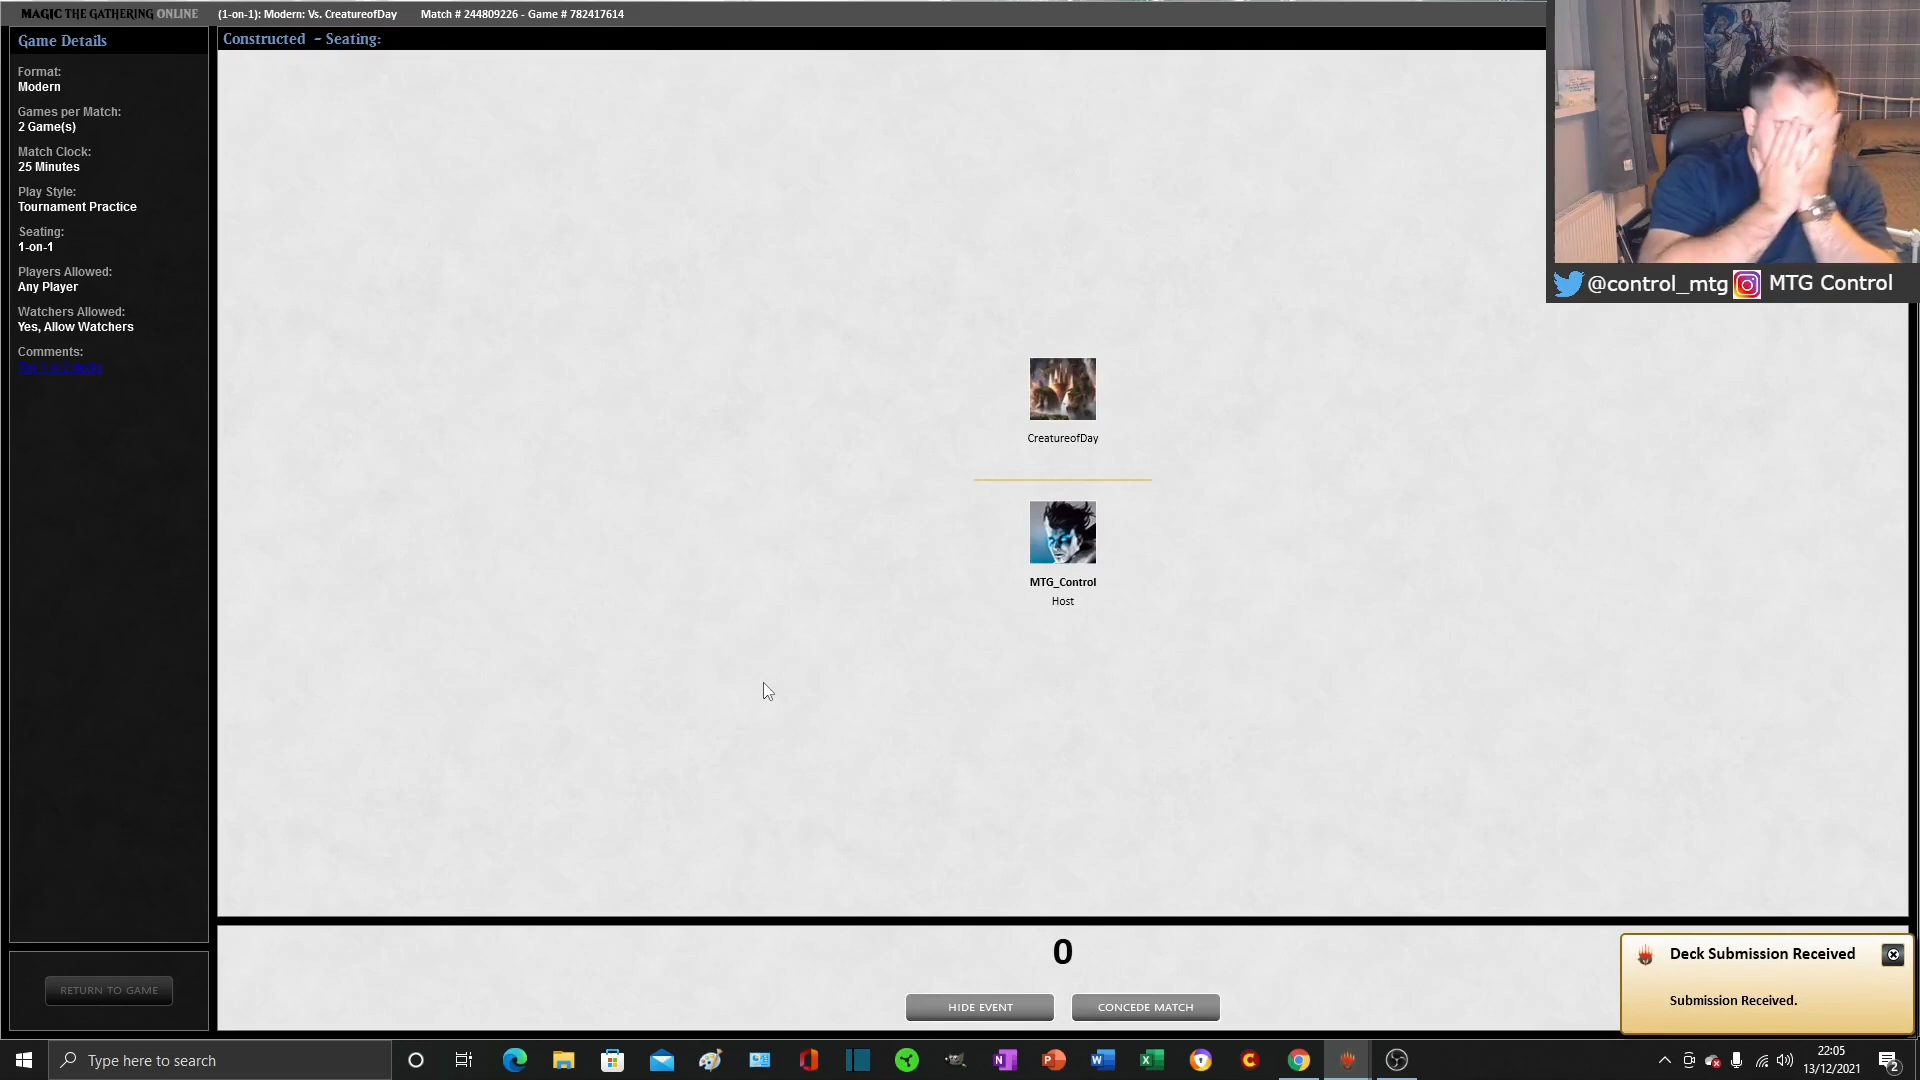 MAGIC THE GATHERING ONLINE
(1-on-1): Modern: Vs. CreatureofDay
Match # 244809226 - Game # 782417614
Game Details
Constructed - Seating:
Format:
Modern
Games per Match:
2 Game(s)
Match Clock:
25 Minutes
Play Style:
Tournament Practice
Seating:
1-on-1
Players Allowed:
Any Player
Watchers Allowed:
Yes, Allow Watchers
Comments:
@control_mtg MTG Control
CreatureofDay
MTG_Control
Host
0
HIDE EVENT
CONCEDE MATCH
RETURN TO GAME
Deck Submission Received
Submission Received.
Type here to search
22:05
13/12/2021
2